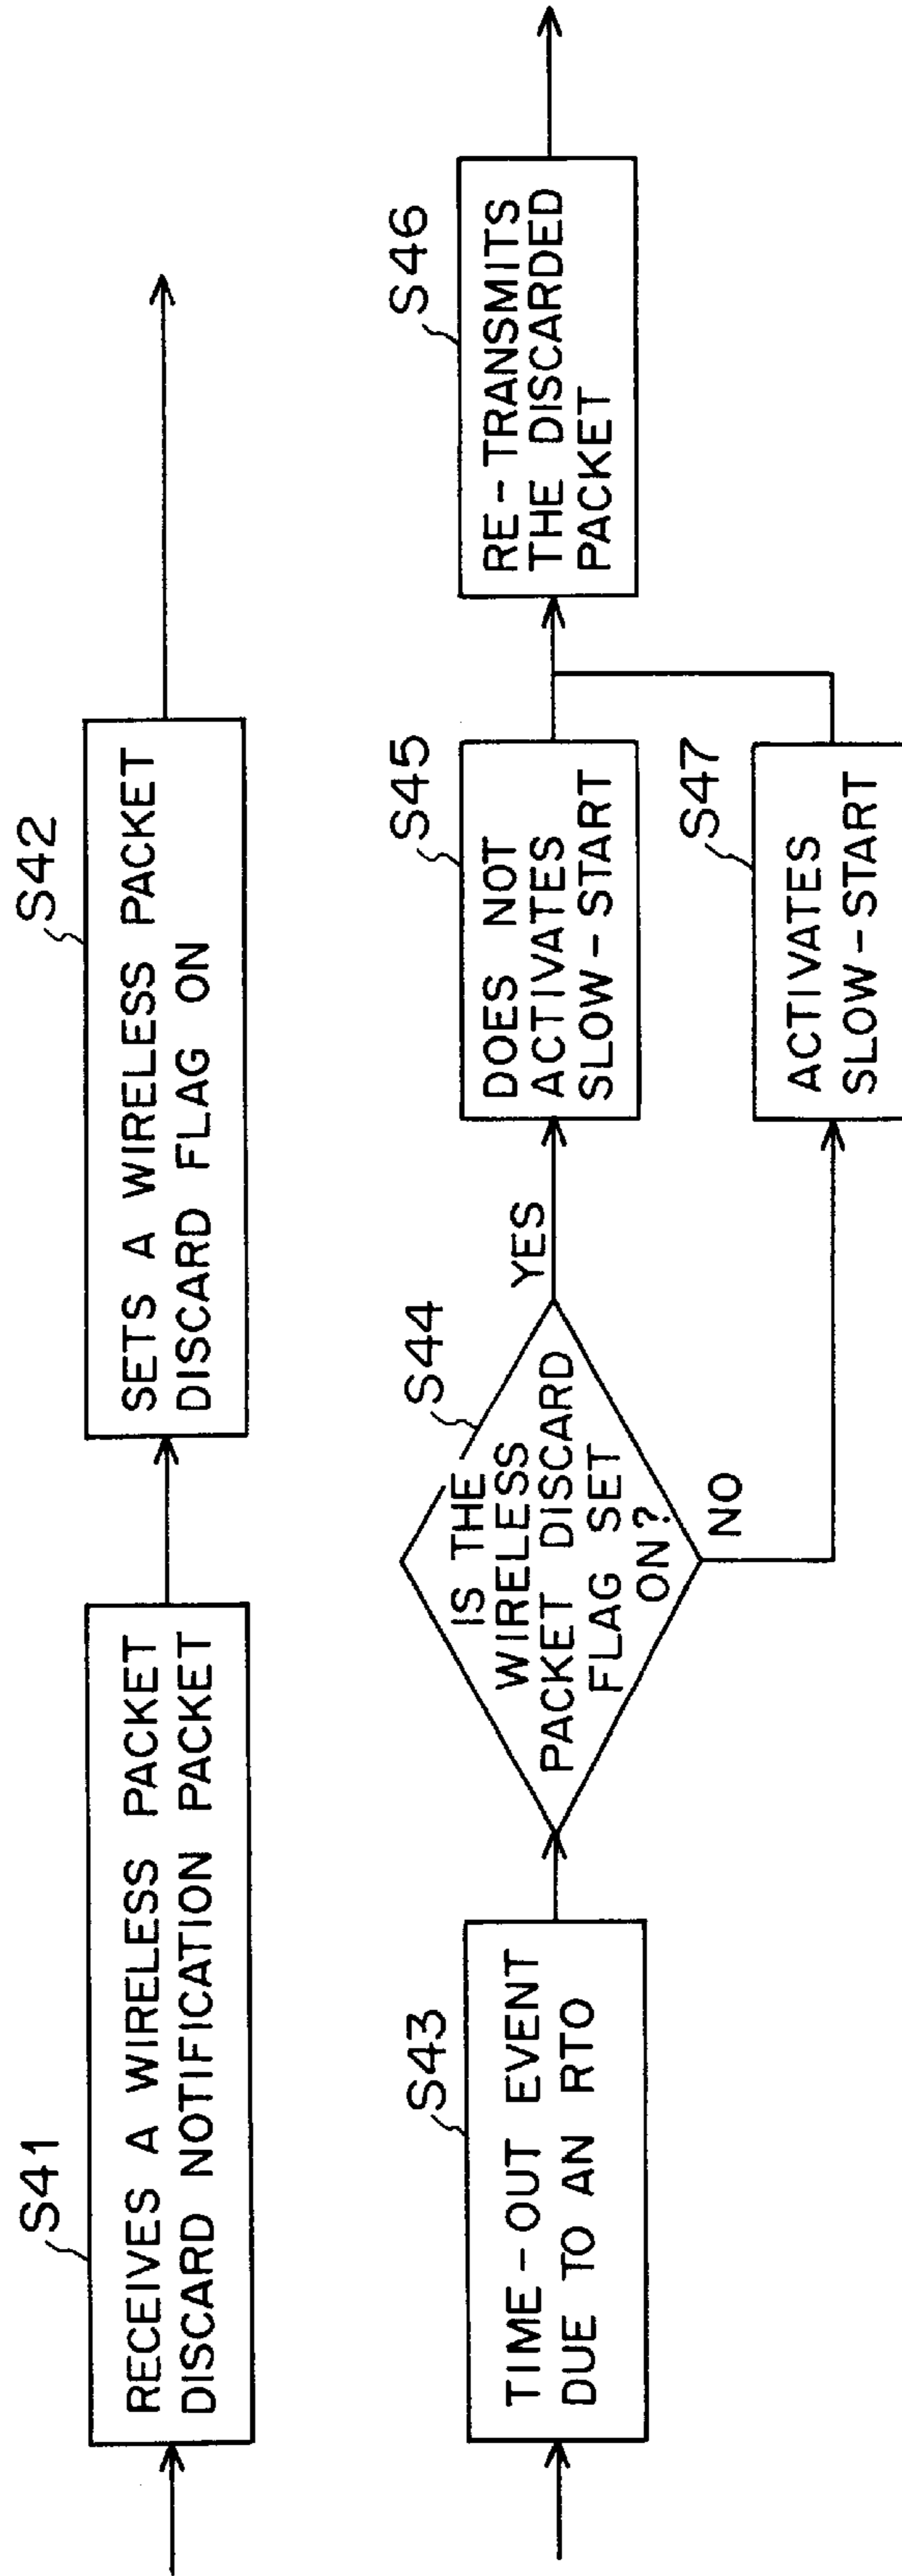 S41
RECEIVES A WIRELESS PACKET
DISCARD NOTIFICATION PACKET
S42
SETS A WIRELESS PACKET
DISCARD FLAG ON
S43
TIME-OUT EVENT
DUE TO AN RTO
S44
IS THE
WIRELESS
PACKET DISCARD
FLAG SET
ON?
YES
NO
S45
DOES NOT
ACTIVATES
SLOW-START
S47
ACTIVATES
SLOW-START
S46
RE-TRANSMITS
THE DISCARDED
PACKET